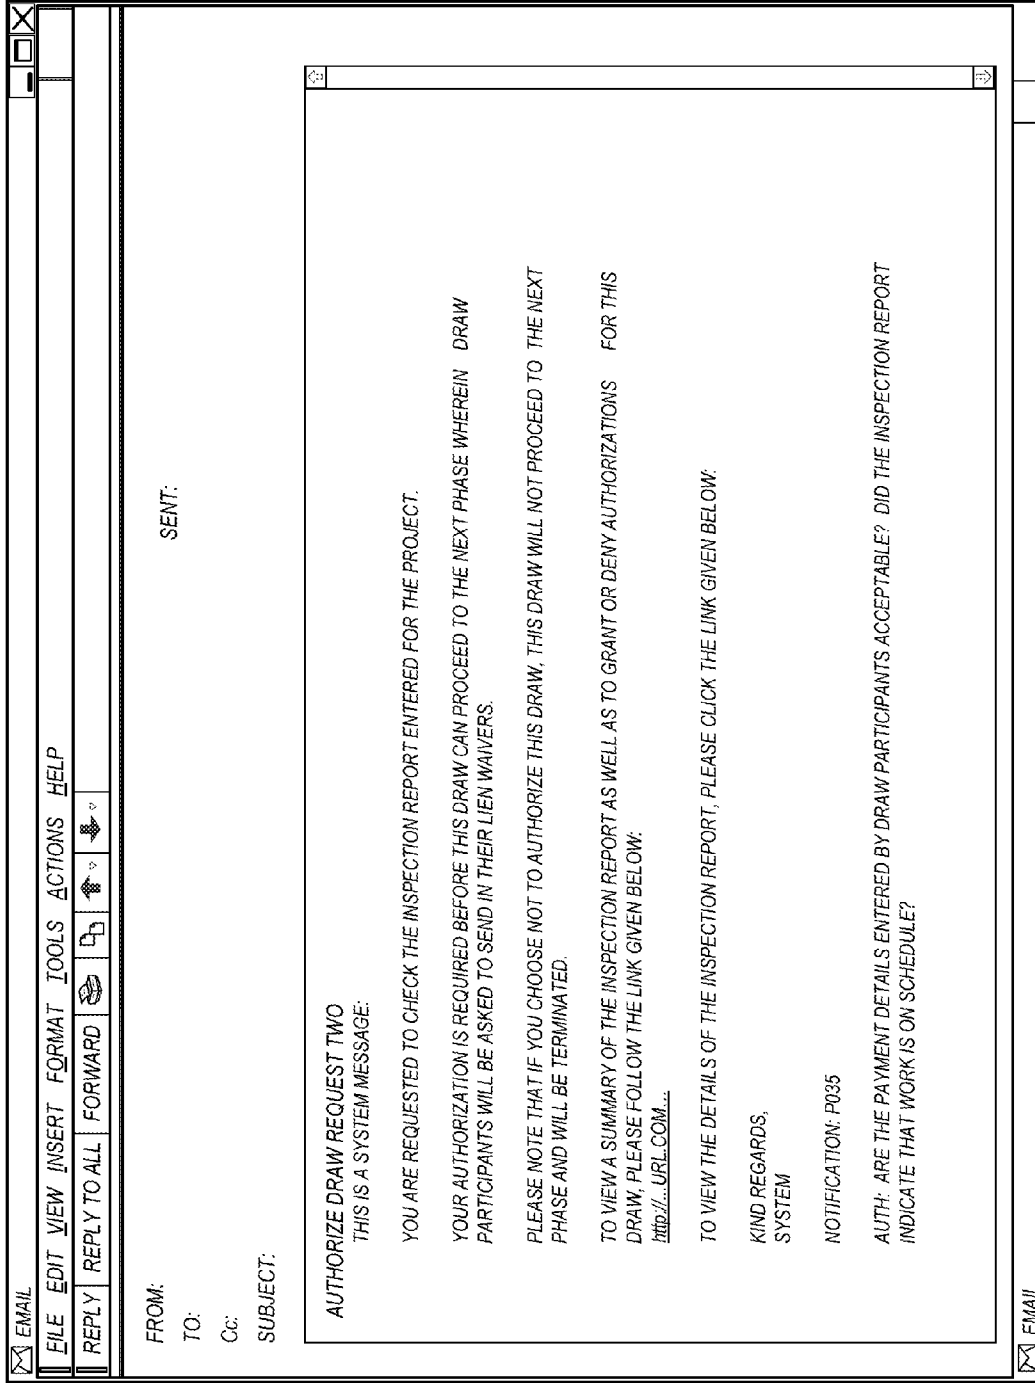 EMAIL
FILE EDIT VIEW INSERT FORMAT TOOLS ACTIONS HELP
REPLY REPLY TO ALL FORWARD
FROM: SENT:
TO:
Cc:
SUBJECT:
AUTHORIZE DRAW REQUEST TWO
THIS IS A SYSTEM MESSAGE:
YOU ARE REQUESTED TO CHECK THE INSPECTION REPORT ENTERED FOR THE PROJECT.
YOUR AUTHORIZATION IS REQUIRED BEFORE THIS DRAW CAN PROCEED TO THE NEXT PHASE WHEREIN DRAW
PARTICIPANTS WILL BE ASKED TO SEND IN THEIR LIEN WAIVERS.
PLEASE NOTE THAT IF YOU CHOOSE NOT TO AUTHORIZE THIS DRAW, THIS DRAW WILL NOT PROCEED TO THE NEXT
PHASE AND WILL BE TERMINATED.
TO VIEW A SUMMARY OF THE INSPECTION REPORT AS WELL AS TO GRANT OR DENY AUTHORIZATIONS FOR THIS
DRAW, PLEASE FOLLOW THE LINK GIVEN BELOW:
http://...URL.COM...
TO VIEW THE DETAILS OF THE INSPECTION REPORT, PLEASE CLICK THE LINK GIVEN BELOW:
KIND REGARDS,
SYSTEM
NOTIFICATION: P035
AUTH: ARE THE PAYMENT DETAILS ENTERED BY DRAW PARTICIPANTS ACCEPTABLE? DID THE INSPECTION REPORT
INDICATE THAT WORK IS ON SCHEDULE?
EMAIL